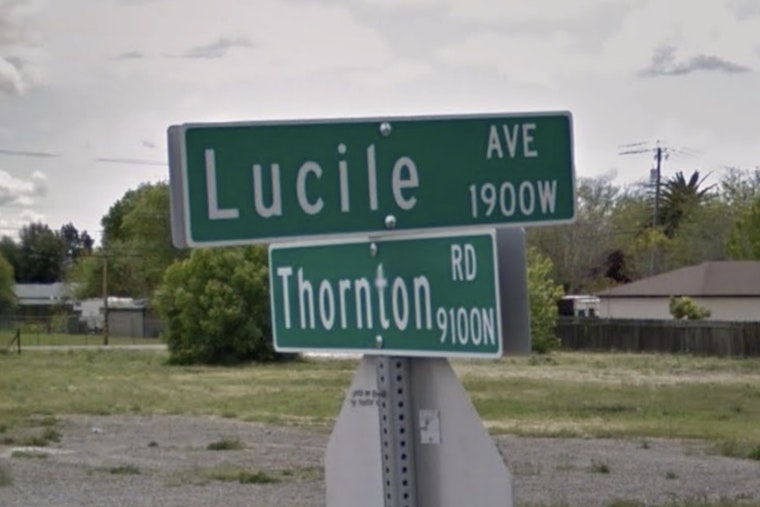 Lucile AVE
1900W
Thornton RD
9100N